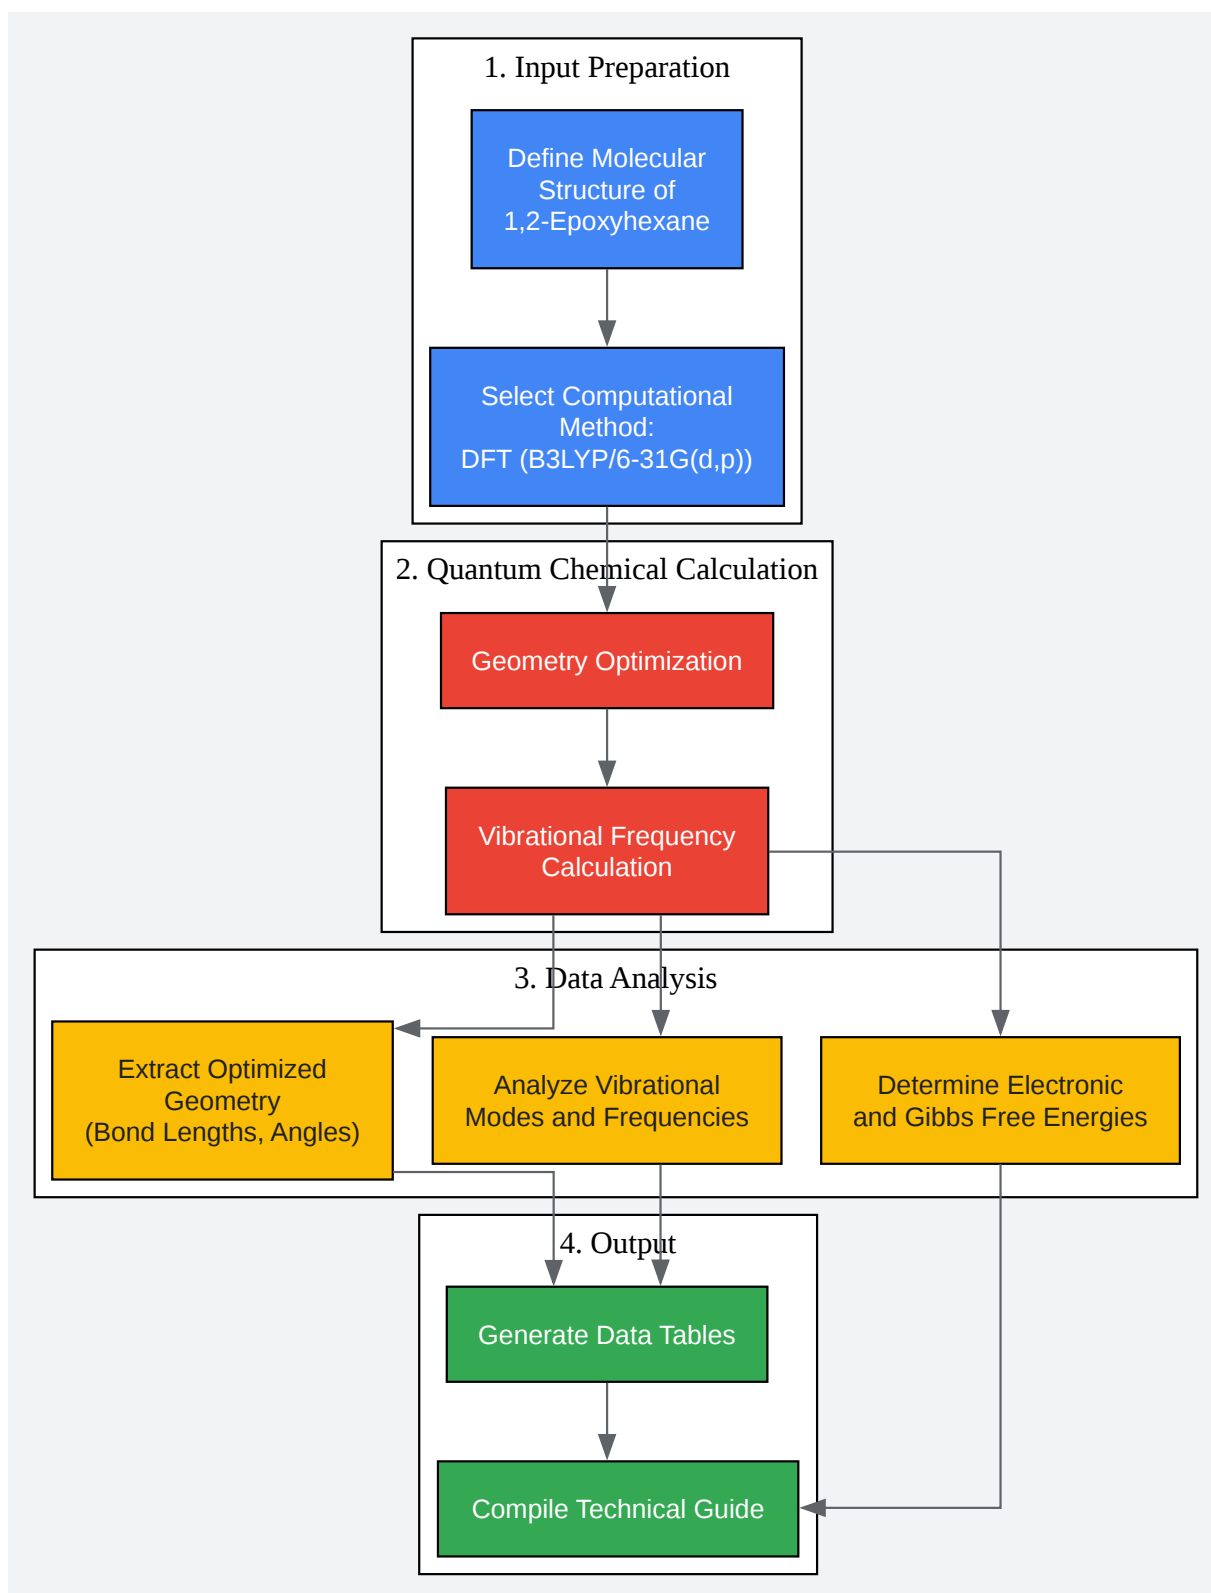 1. Input Preparation
Define Molecular
Structure of
1,2-Epoxyhexane
Select Computational
Method:
DFT (B3LYP/6-31G(d,p))
2. Quantum Chemical Calculation
Geometry Optimization
Vibrational Frequency
Calculation
3. Data Analysis
Extract Optimized
Geometry
(Bond Lengths, Angles)
Analyze Vibrational
Modes and Frequencies
Determine Electronic
and Gibbs Free Energies
4. Output
Generate Data Tables
Compile Technical Guide